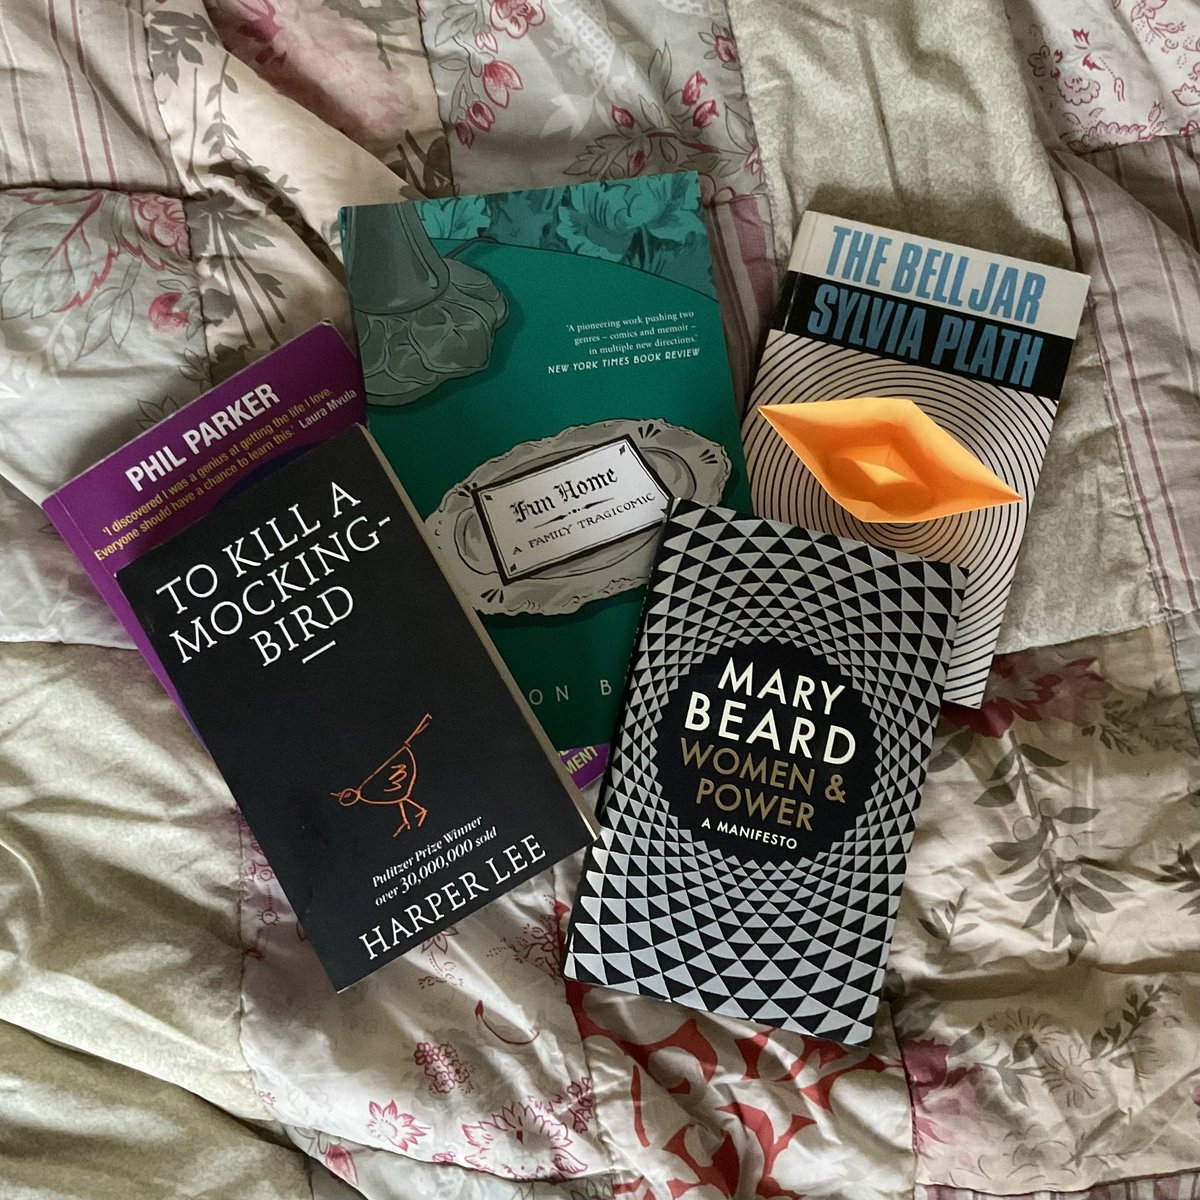 PHIL PARKER
'I discovered I was a genius at getting the life I love.
Everyone should have a chance to learn this.' Laura Mvula
TO KILL A
MOCKING-
BIRD
Pulitzer Prize Winner
over 30,000,000 sold
HARPER LEE
'A pioneering work pushing two
genres – comics and memoir –
in multiple new directions.'
NEW YORK TIMES BOOK REVIEW
Fun Home
A FAMILY TRAGICOMIC
ON B
MENT
THE BELL JAR
SYLVIA PLATH
MARY
BEARD
WOMEN &
POWER
A MANIFESTO